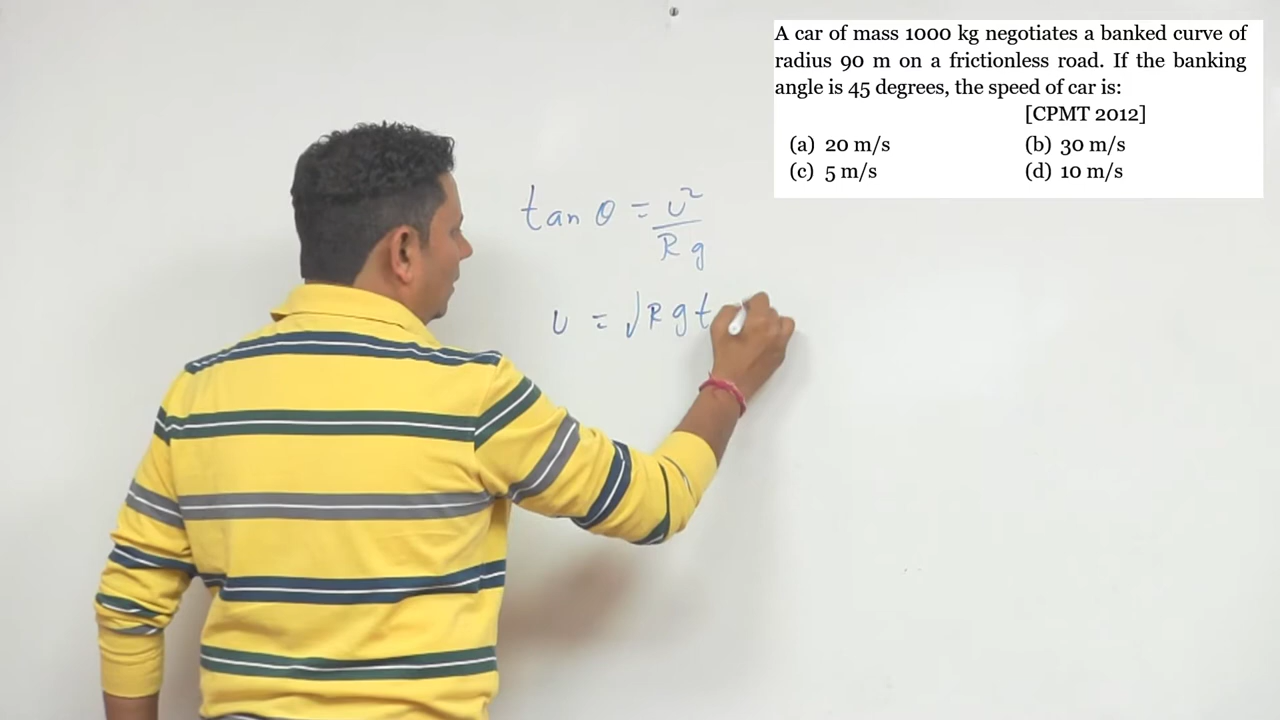 A car of mass 1000 kg negotiates a banked curve of
radius 90 m on a frictionless road. If the banking
angle is 45 degrees, the speed of car is:
[CPMT 2012]
(a) 20 m/s (b) 30 m/s
(c) 5 m/s (d) 10 m/s
tan θ = υ²/Rg
υ = √Rgt